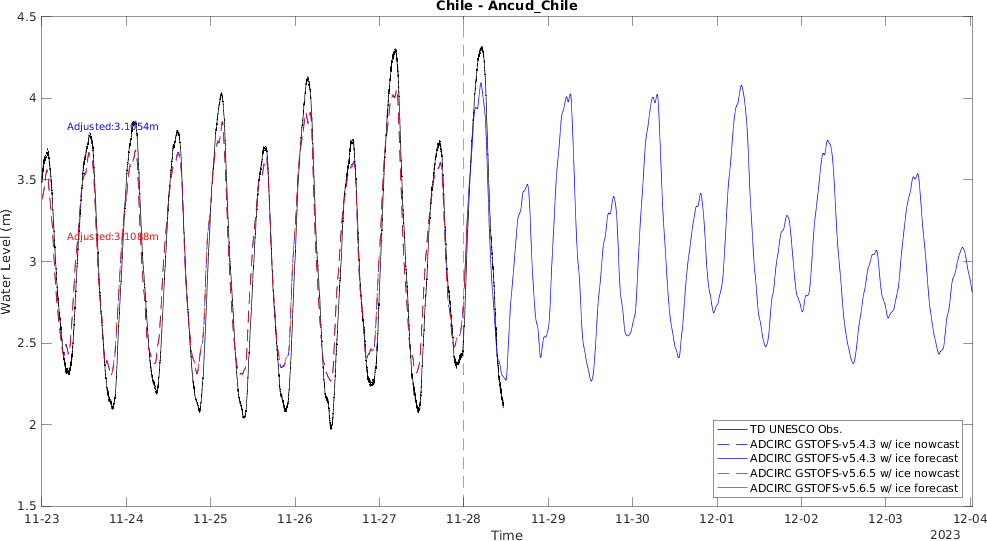 Chile - Ancud_Chile
4.5
4
3.5
3
2.5
2
1.5
Water Level (m)
Adjusted:3.1054m
Adjusted:3.1088m
TD UNESCO Obs.
ADCIRC GSTOFS-v5.4.3 w/ ice nowcast
ADCIRC GSTOFS-v5.4.3 w/ ice forecast
ADCIRC GSTOFS-v5.6.5 w/ ice nowcast
ADCIRC GSTOFS-v5.6.5 w/ ice forecast
11-23 11-24 11-25 11-26 11-27 11-28 11-29 11-30 12-01 12-02 12-03 12-04
Time
2023